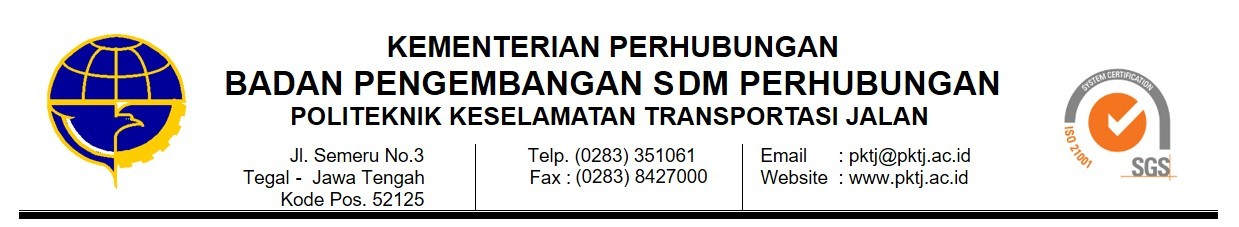 KEMENTERIAN PERHUBUNGAN
BADAN PENGEMBANGAN SDM PERHUBUNGAN
POLITEKNIK KESELAMATAN TRANSPORTASI JALAN
Jl. Semeru No.3
Tegal - Jawa Tengah
Kode Pos. 52125
Telp. (0283) 351061
Fax : (0283) 8427000
Email : pktj@pktj.ac.id
Website : www.pktj.ac.id
SYSTEM CERTIFICATION
ISO 21001
SGS